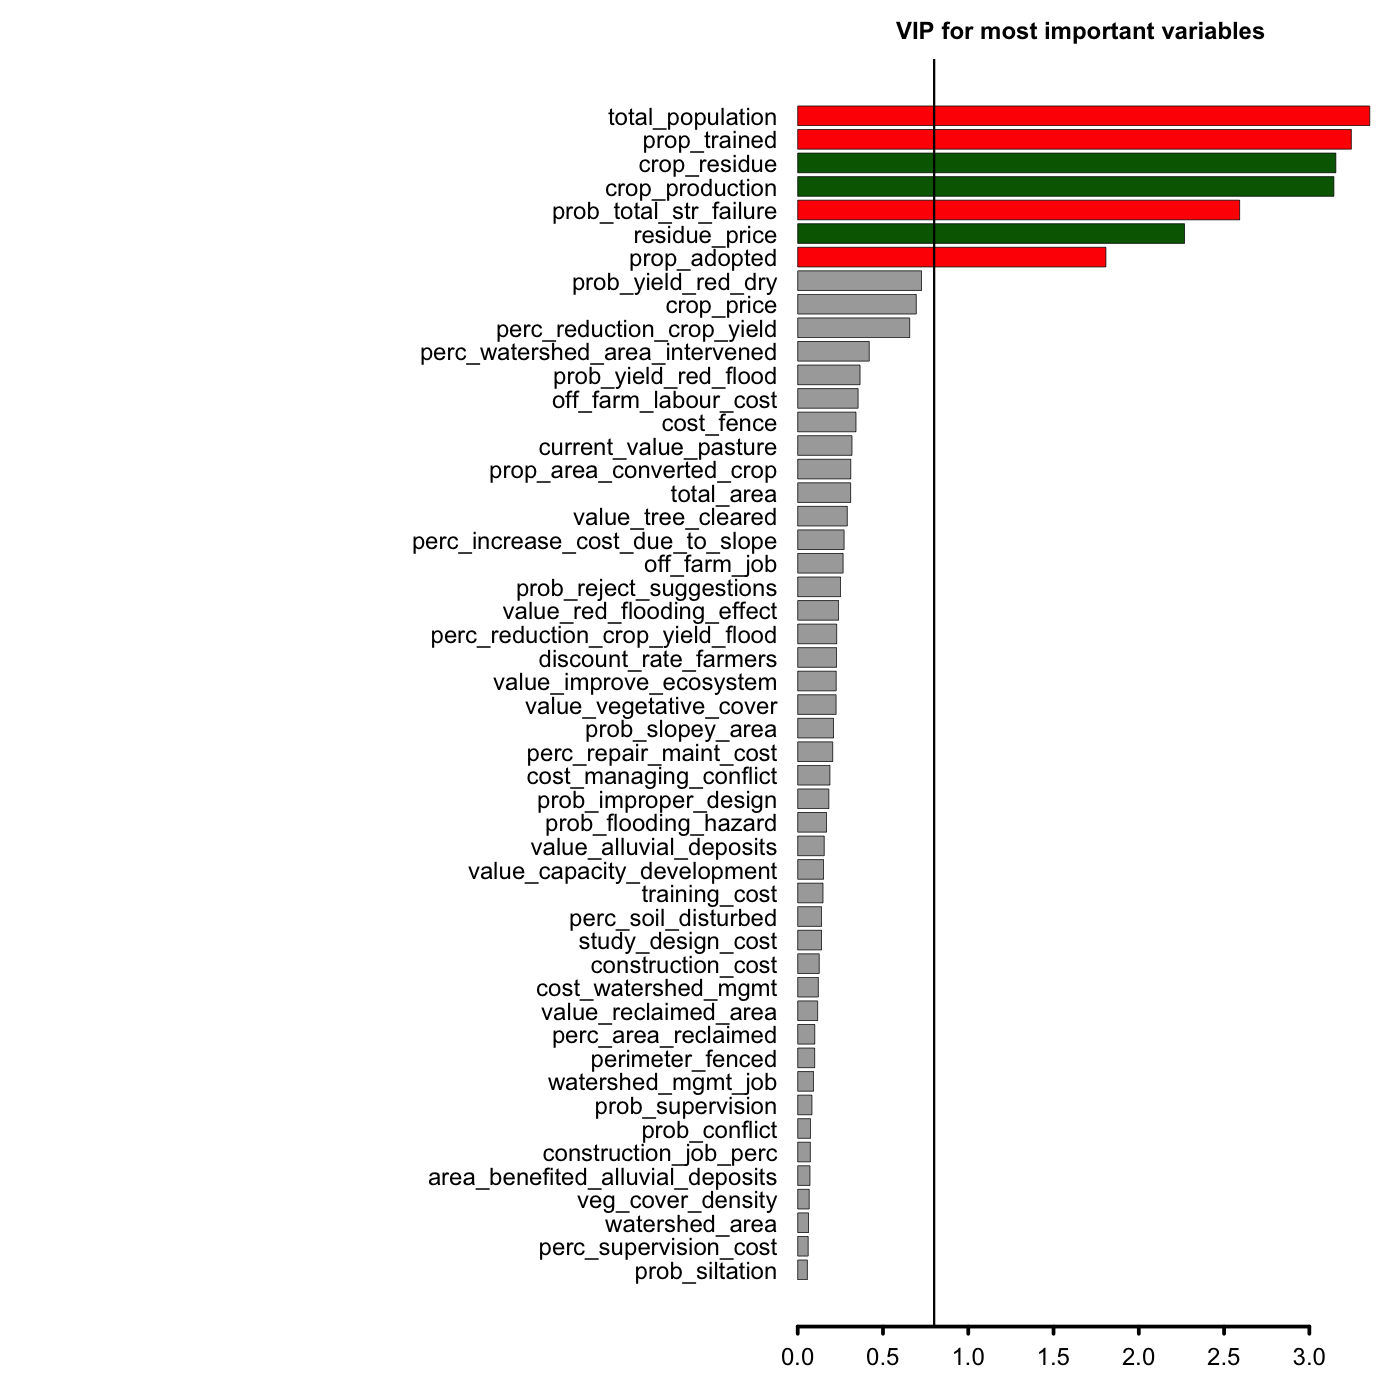 VIP for most important variables
total_population
prop_trained
crop_residue
crop_production
prob_total_str_failure
residue_price
prop_adopted
prob_yield_red_dry
crop_price
perc_reduction_crop_yield
perc_watershed_area_intervened
prob_yield_red_flood
off_farm_labour_cost
cost_fence
current_value_pasture
prop_area_converted_crop
total_area
value_tree_cleared
perc_increase_cost_due_to_slope
off_farm_job
prob_reject_suggestions
value_red_flooding_effect
perc_reduction_crop_yield_flood
discount_rate_farmers
value_improve_ecosystem
value_vegetative_cover
prob_slopey_area
perc_repair_maint_cost
cost_managing_conflict
prob_improper_design
prob_flooding_hazard
value_alluvial_deposits
value_capacity_development
training_cost
perc_soil_disturbed
study_design_cost
construction_cost
cost_watershed_mgmt
value_reclaimed_area
perc_area_reclaimed
perimeter_fenced
watershed_mgmt_job
prob_supervision
prob_conflict
construction_job_perc
area_benefited_alluvial_deposits
veg_cover_density
watershed_area
perc_supervision_cost
prob_siltation
0.0 0.5 1.0 1.5 2.0 2.5 3.0